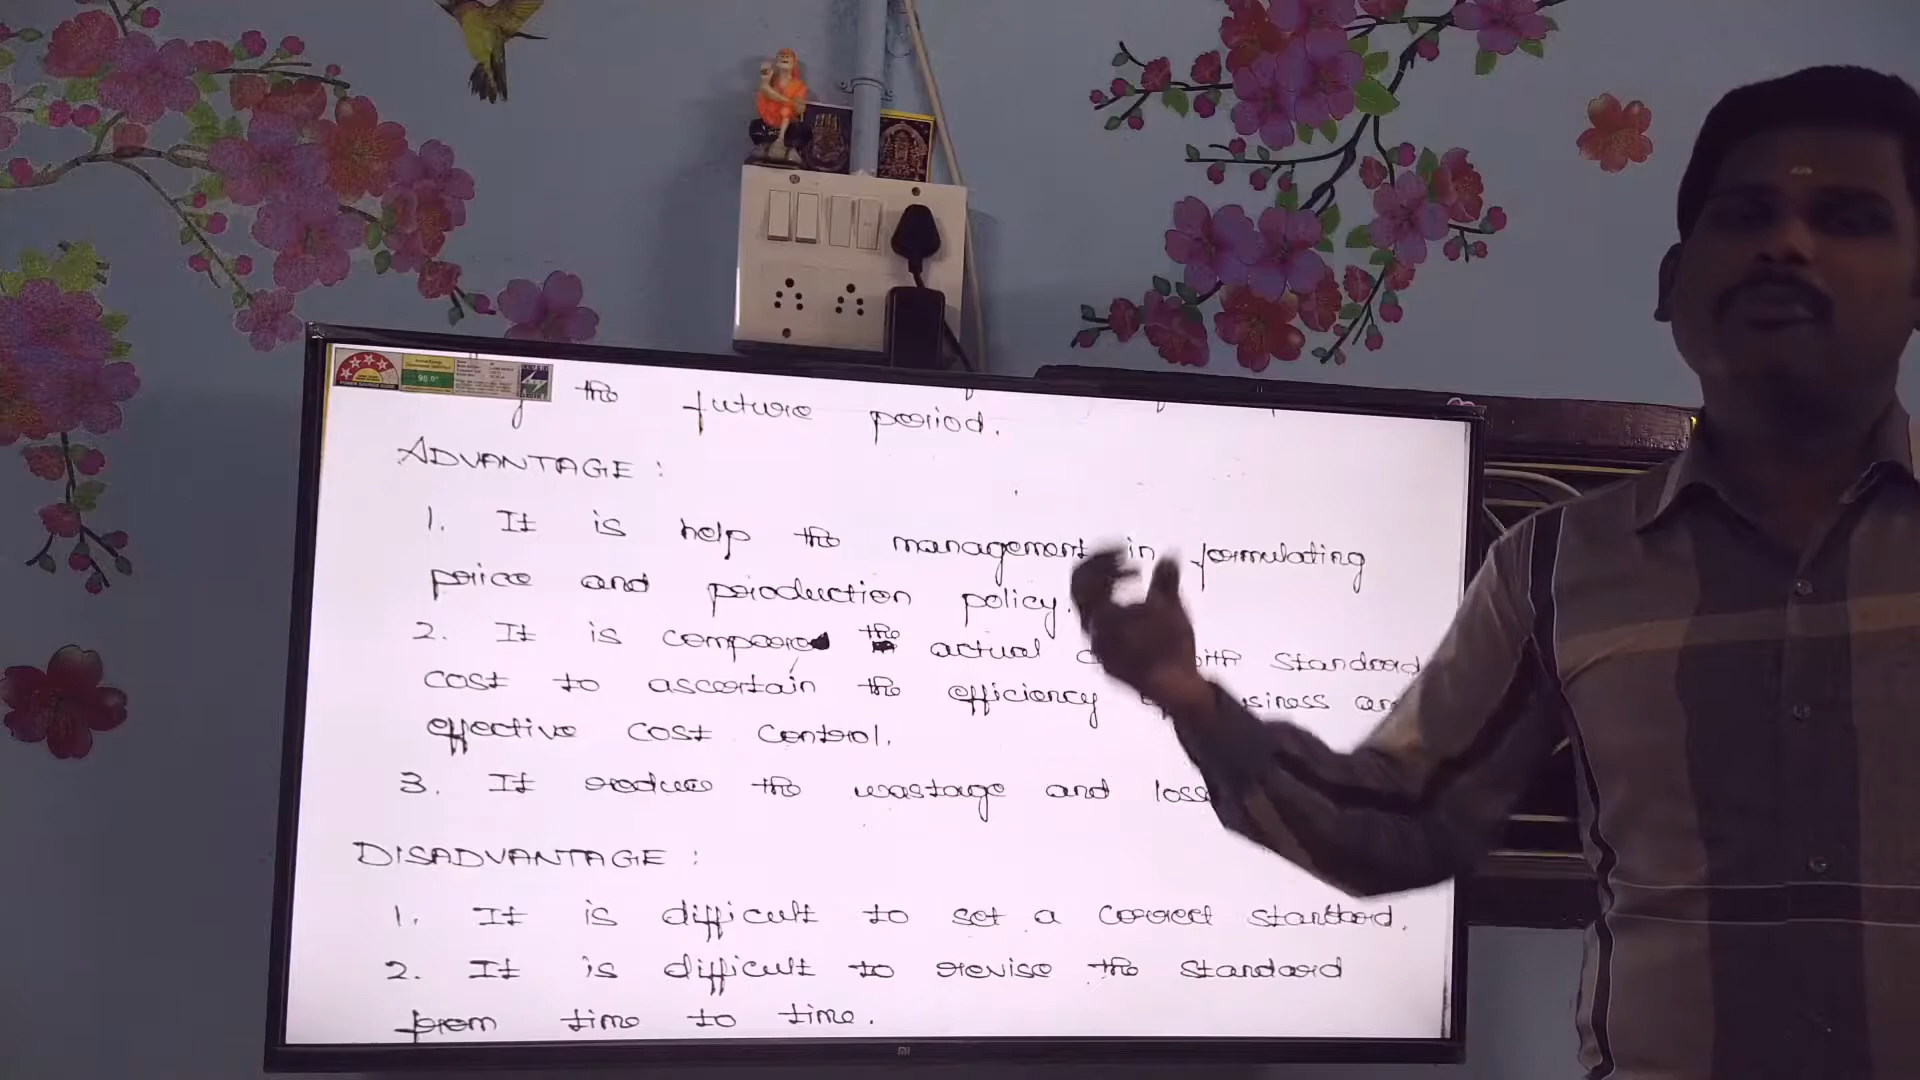 the future period.
ADVANTAGE :
1. It is help the management in formulating
price and production policy.
2. It is compare the actual with standard
cost to ascertain the efficiency
effective cost control.
3. It reduce the wastage and loss
DISADVANTAGE :
1. It is difficult to set a correct standard.
2. It is difficult to revise the standard
from time to time.
mi